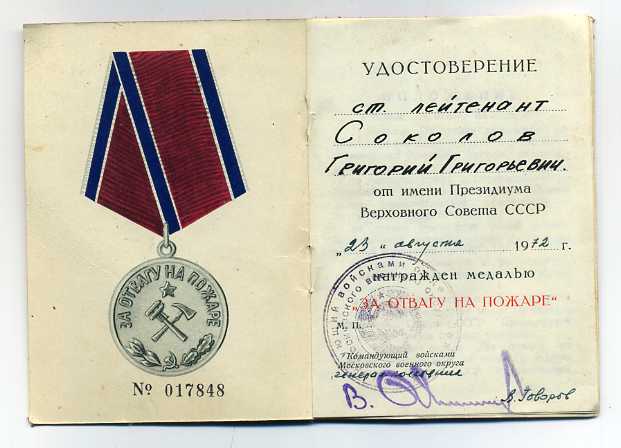 ЗА ОТВАГУ НА ПОЖАРЕ
№ 017848
УДОСТОВЕРЕНИЕ
ст. лейтенант
Соколов
Григорий Григорьевич.
от имени Президиума
Верховного Совета СССР
„23„ августа 1972 г.
награжден медалью
„ЗА ОТВАГУ НА ПОЖАРЕ“
М. П.
Командующий войсками
Московского военного округа
генерал
В. Говоров